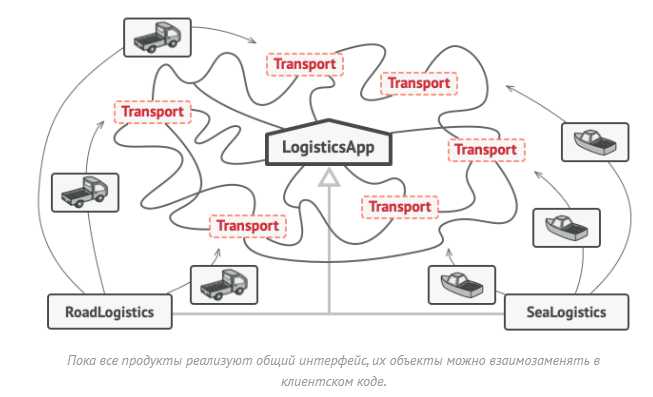 Transport
Transport
Transport
LogisticsApp
Transport
Transport
Transport
RoadLogistics
SeaLogistics
Пока все продукты реализуют общий интерфейс, их объекты можно взаимозаменять в
клиентском коде.